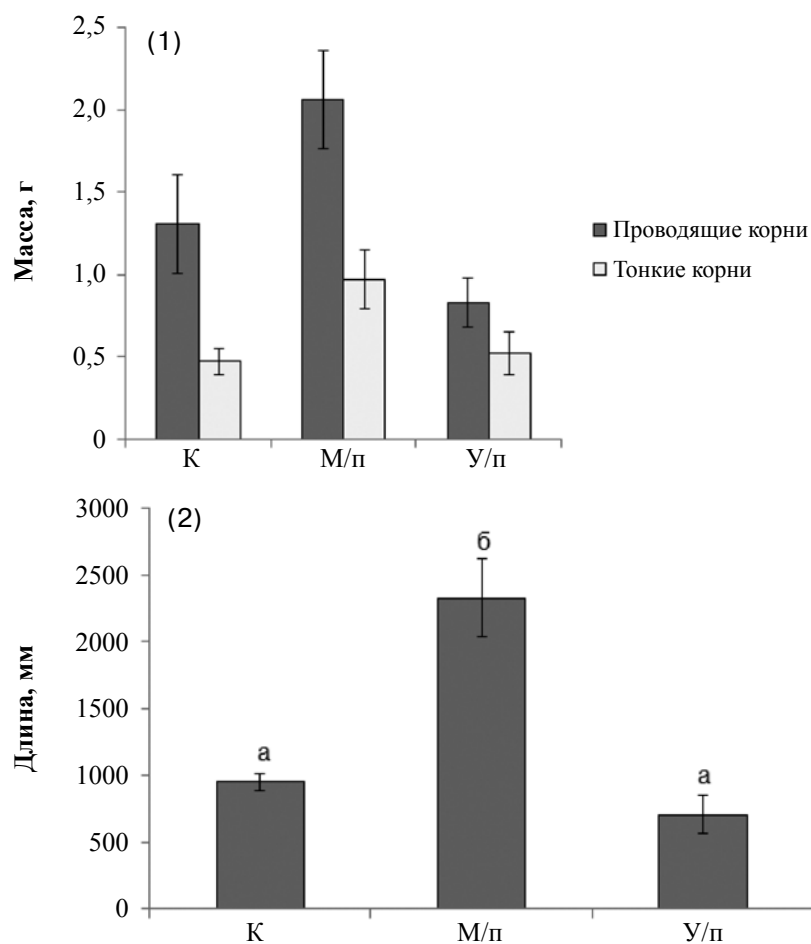 (1)
Масса, г
2,5
2,0
1,5
1,0
0,5
0
К
М/п
У/п
Проводящие корни
Тонкие корни
(2)
Длина, мм
3000
2500
2000
1500
1000
500
0
а
б
а
К
М/п
У/п